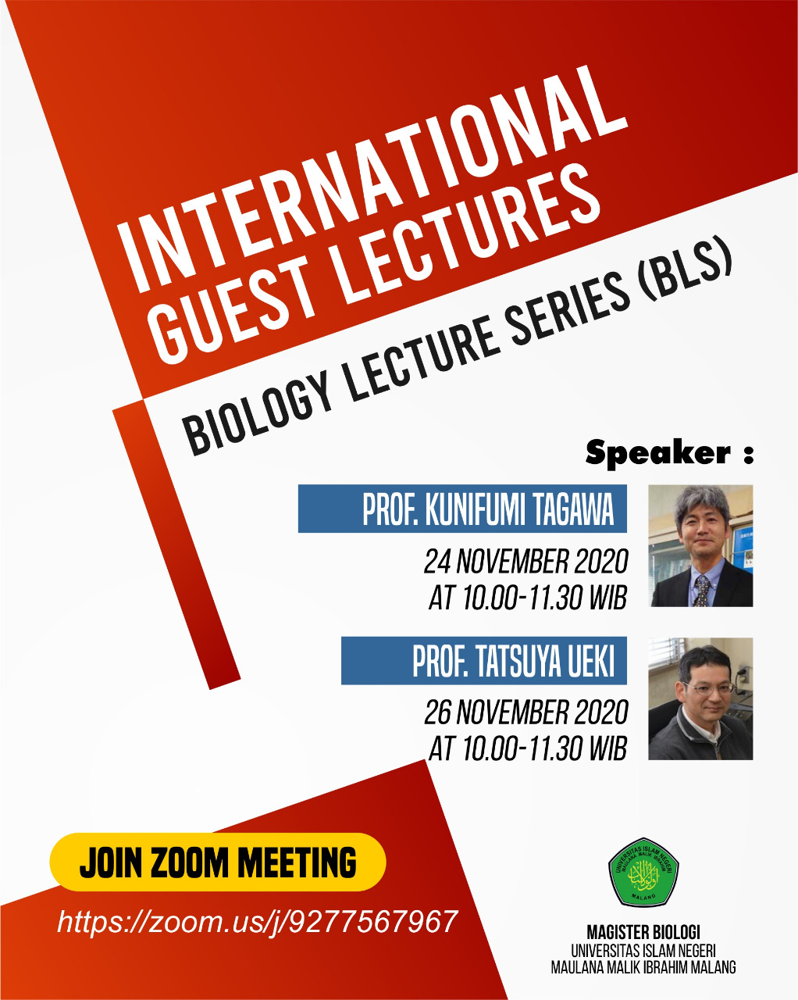 INTERNATIONAL
GUEST LECTURES
BIOLOGY LECTURE SERIES (BLS)
Speaker :
PROF. KUNIFUMI TAGAWA
24 NOVEMBER 2020
AT 10.00-11.30 WIB
PROF. TATSUYA UEKI
26 NOVEMBER 2020
AT 10.00-11.30 WIB
JOIN ZOOM MEETING
https://zoom.us/j/9277567967
UNIVERSITAS ISLAM NEGERI
MAULANA MALIK IBRAHIM
MALANG
MAGISTER BIOLOGI
UNIVERSITAS ISLAM NEGERI
MAULANA MALIK IBRAHIM MALANG